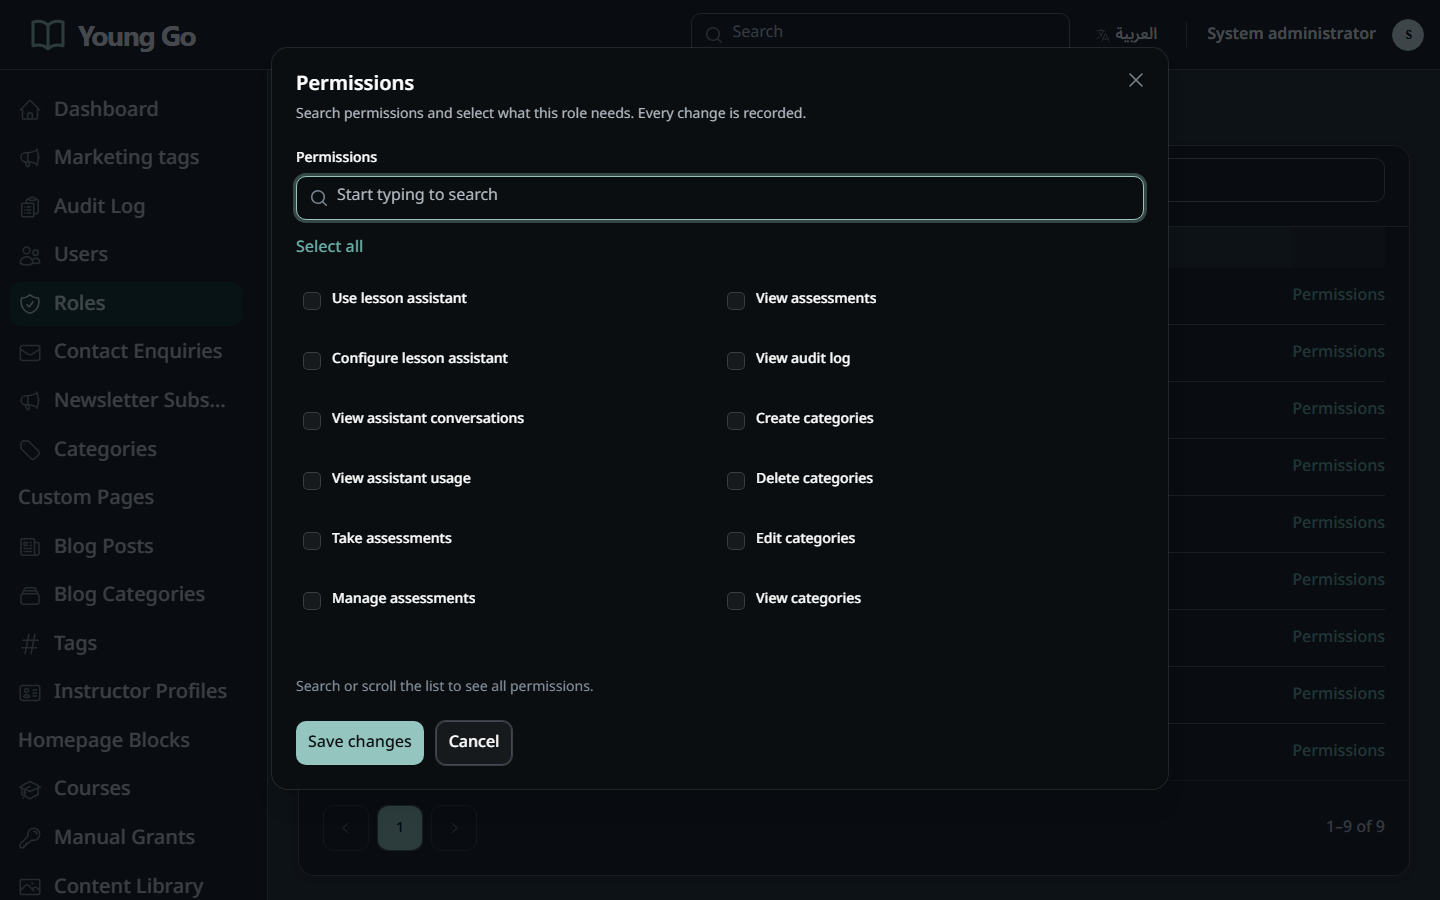 Young Go
Search
العربية
System administrator
S
Dashboard
Marketing tags
Audit Log
Users
Roles
Contact Enquiries
Newsletter Subs...
Categories
Custom Pages
Blog Posts
Blog Categories
Tags
Instructor Profiles
Homepage Blocks
Courses
Manual Grants
Content Library
Permissions
Search permissions and select what this role needs. Every change is recorded.
Permissions
Start typing to search
Select all
Use lesson assistant
View assessments
Configure lesson assistant
View audit log
View assistant conversations
Create categories
View assistant usage
Delete categories
Take assessments
Edit categories
Manage assessments
View categories
Search or scroll the list to see all permissions.
Save changes
Cancel
Permissions
Permissions
Permissions
Permissions
Permissions
Permissions
Permissions
Permissions
Permissions
1
1–9 of 9